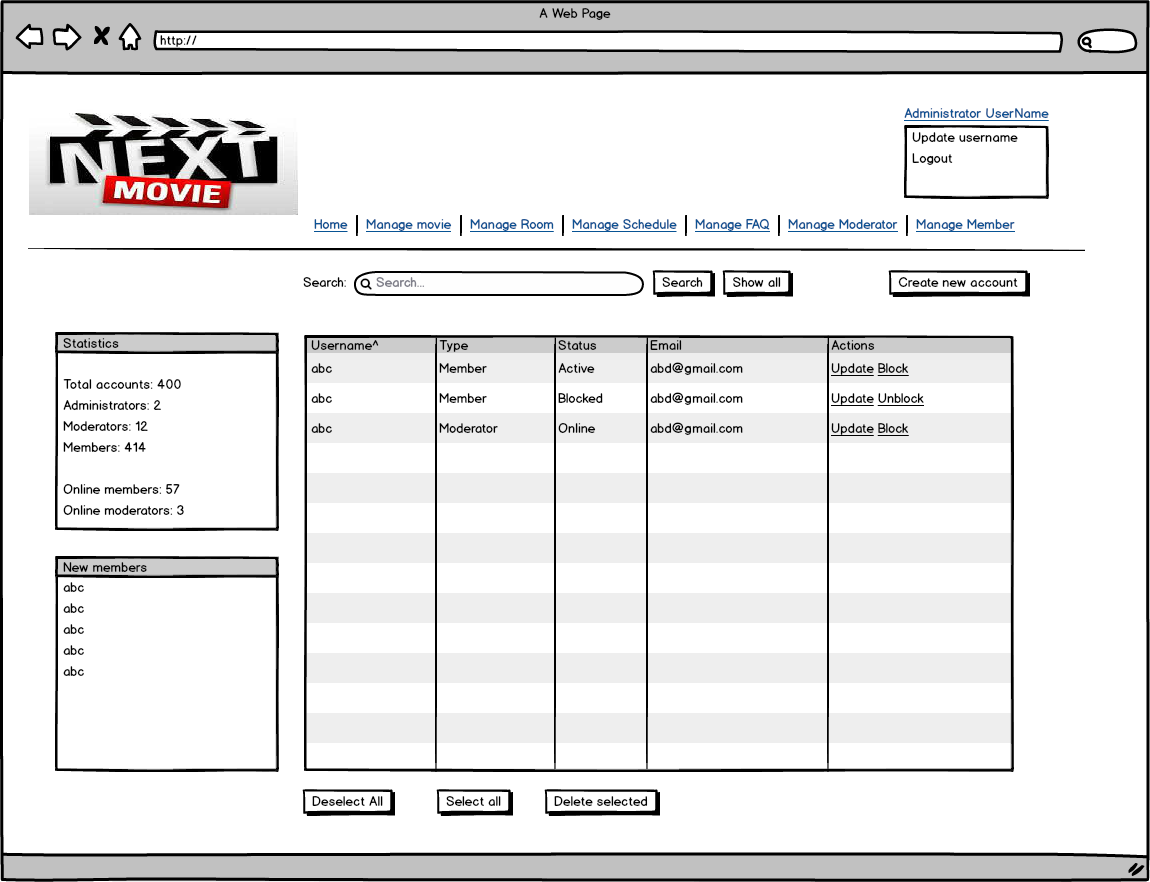 A Web Page
http://
NEXT
MOVIE
Administrator UserName
Update username
Logout
Home Manage movie Manage Room Manage Schedule Manage FAQ Manage Moderator Manage Member
Search: Search... Search Show all Create new account
Statistics
Total accounts: 400
Administrators: 2
Moderators: 12
Members: 414
Online members: 57
Online moderators: 3
New members
abc
abc
abc
abc
abc
Username^ Type Status Email Actions
abc Member Active abd@gmail.com Update Block
abc Member Blocked abd@gmail.com Update Unblock
abc Moderator Online abd@gmail.com Update Block
Deselect All Select all Delete selected